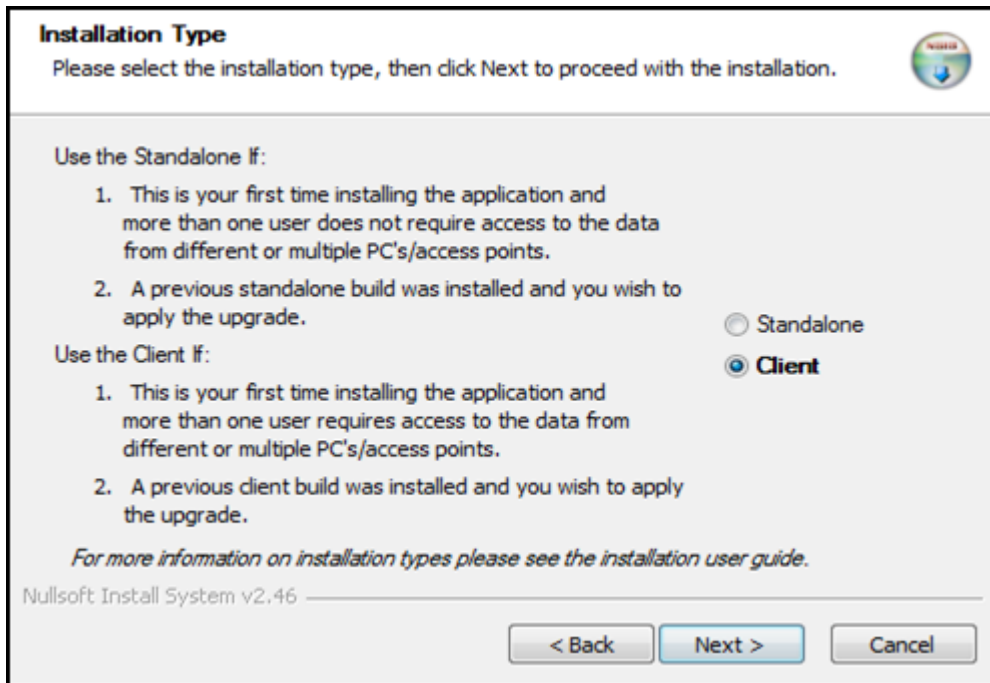 Installation Type
Please select the installation type, then click Next to proceed with the installation.
Use the Standalone If:
1. This is your first time installing the application and
more than one user does not require access to the data
from different or multiple PC's/access points.
2. A previous standalone build was installed and you wish to
apply the upgrade.
Standalone
Use the Client If:
Client
1. This is your first time installing the application and
more than one user requires access to the data from
different or multiple PC's/access points.
2. A previous client build was installed and you wish to apply
the upgrade.
For more information on installation types please see the installation user guide.
Nullsoft Install System v2.46
< Back
Next >
Cancel